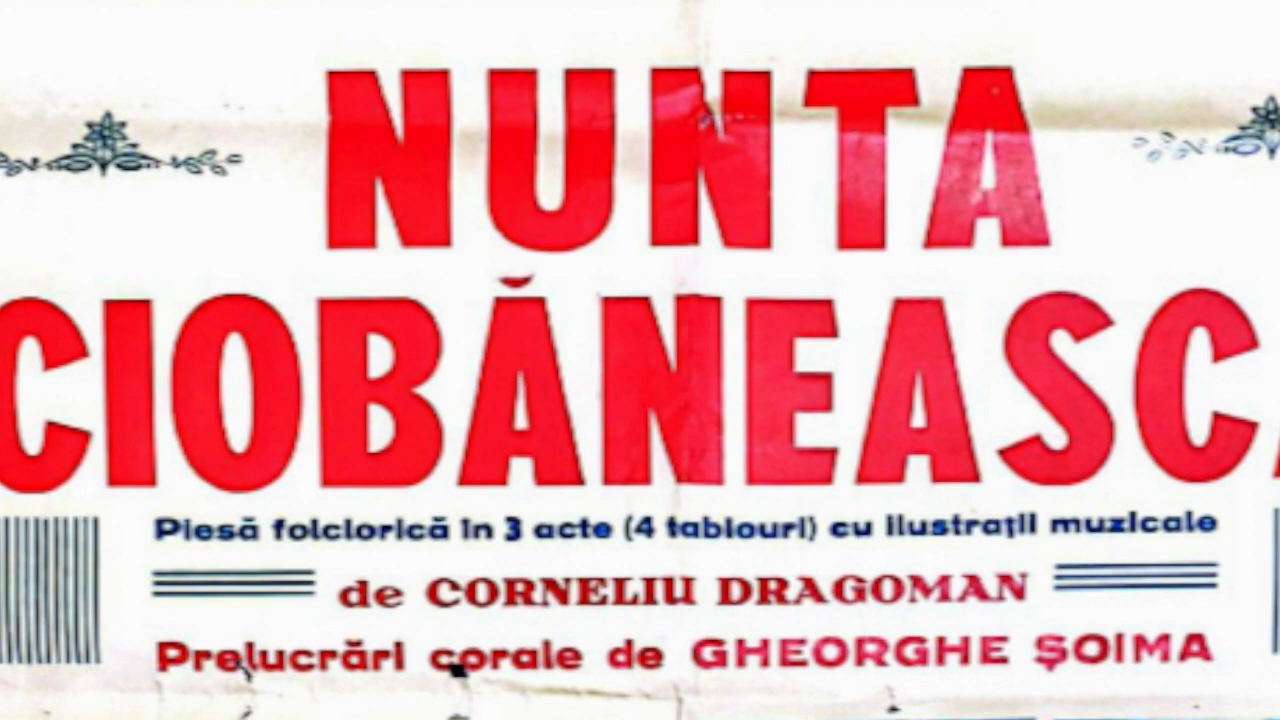 NUNTA
CIOBĂNEASC
Piesă folclorică în 3 acte (4 tablouri) cu ilustrații muzicale
de CORNELIU DRAGOMAN
Prelucrări corale de GHEORGHE ȘOIMA